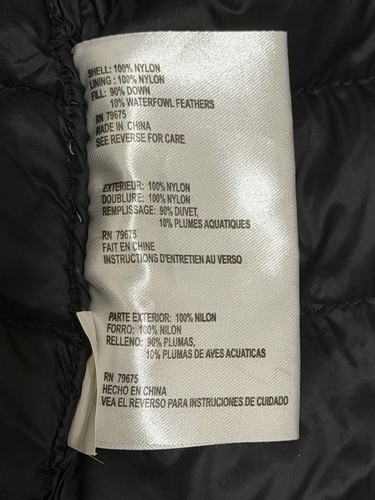 SHELL: 100% NYLON
LINING: 100% NYLON
FILL: 90% DOWN
10% WATERFOWL FEATHERS
RN 79675
MADE IN CHINA
SEE REVERSE FOR CARE
EXTERIEUR: 100% NYLON
DOUBLURE: 100% NYLON
REMPLISSAGE: 90% DUVET,
10% PLUMES AQUATIQUES
RN 79675
FAIT EN CHINE
INSTRUCTIONS D'ENTRETIEN AU VERSO
PARTE EXTERIOR: 100% NILON
FORRO: 100% NILON
RELLENO: 90% PLUMAS,
10% PLUMAS DE AVES ACUATICAS
RN 79675
HECHO EN CHINA
VEA EL REVERSO PARA INSTRUCIONES DE CUIDADO